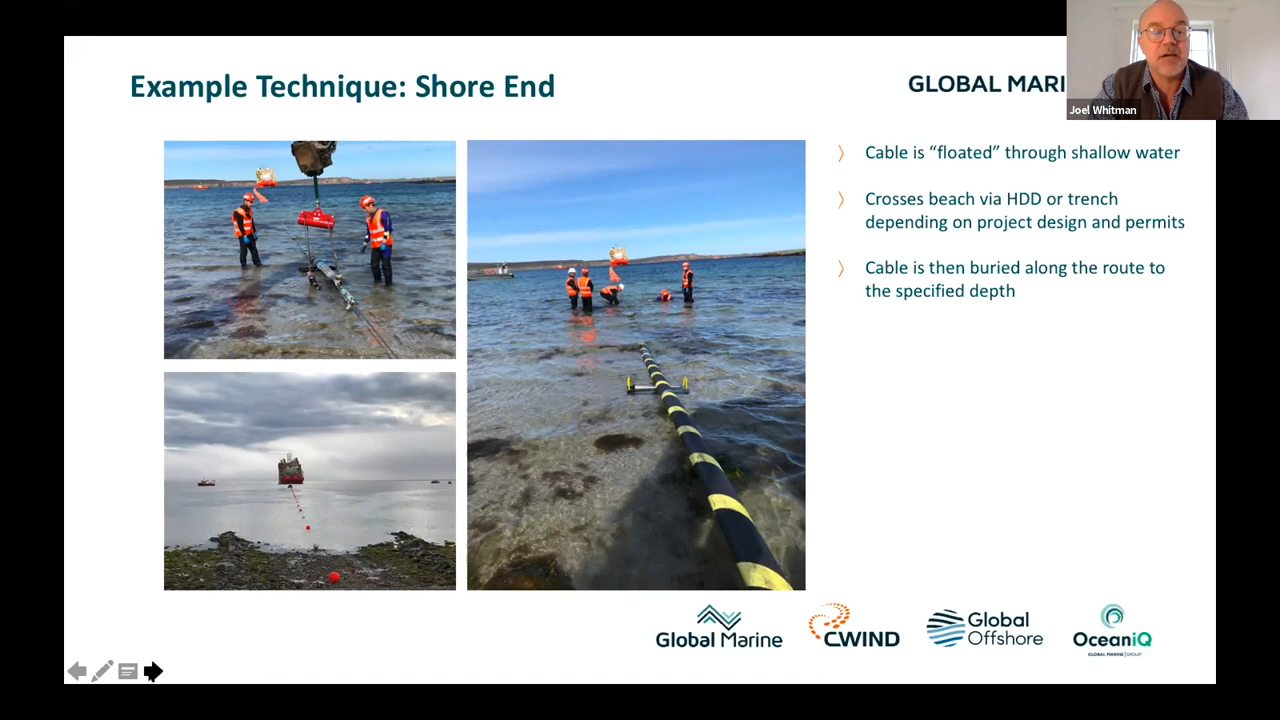 Example Technique: Shore End
GLOBAL MARI
Joel Whitman
〉 Cable is “floated” through shallow water
〉 Crosses beach via HDD or trench
depending on project design and permits
〉 Cable is then buried along the route to
the specified depth
Global Marine
CWIND
Global
Offshore
OceaniQ
GLOBAL MARINE | GROUP